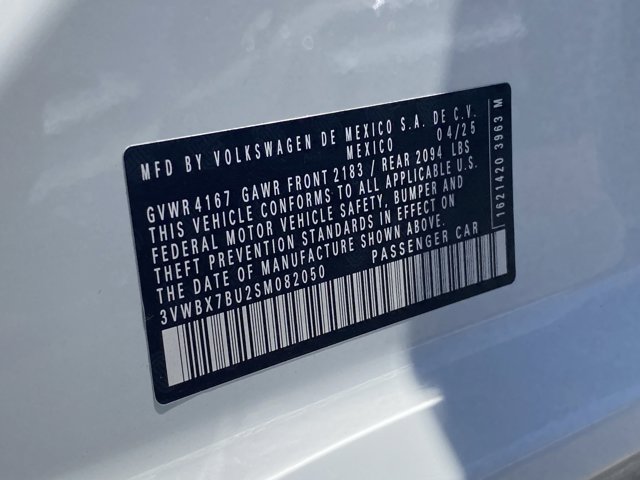 MFD BY VOLKSWAGEN DE MEXICO S.A. DE C.V.
MEXICO 04/25
GVWR 4167 GAWR FRONT 2183 / REAR 2094 LBS
THIS VEHICLE CONFORMS TO ALL APPLICABLE U.S.
FEDERAL MOTOR VEHICLE SAFETY, BUMPER AND
THEFT PREVENTION STANDARDS IN EFFECT ON
THE DATE OF MANUFACTURE SHOWN ABOVE.
3VWBX7BU2SM082050 PASSENGER CAR
1621420 3963 M